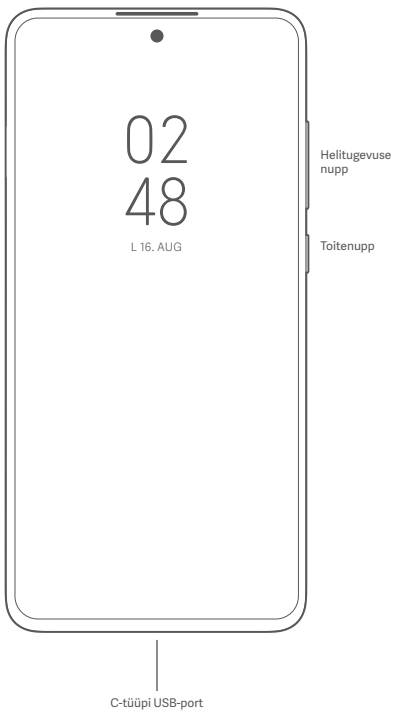 02
48
L 16. AUG
Helitugevuse
nupp
Toitenupp
C-tüüpi USB-port